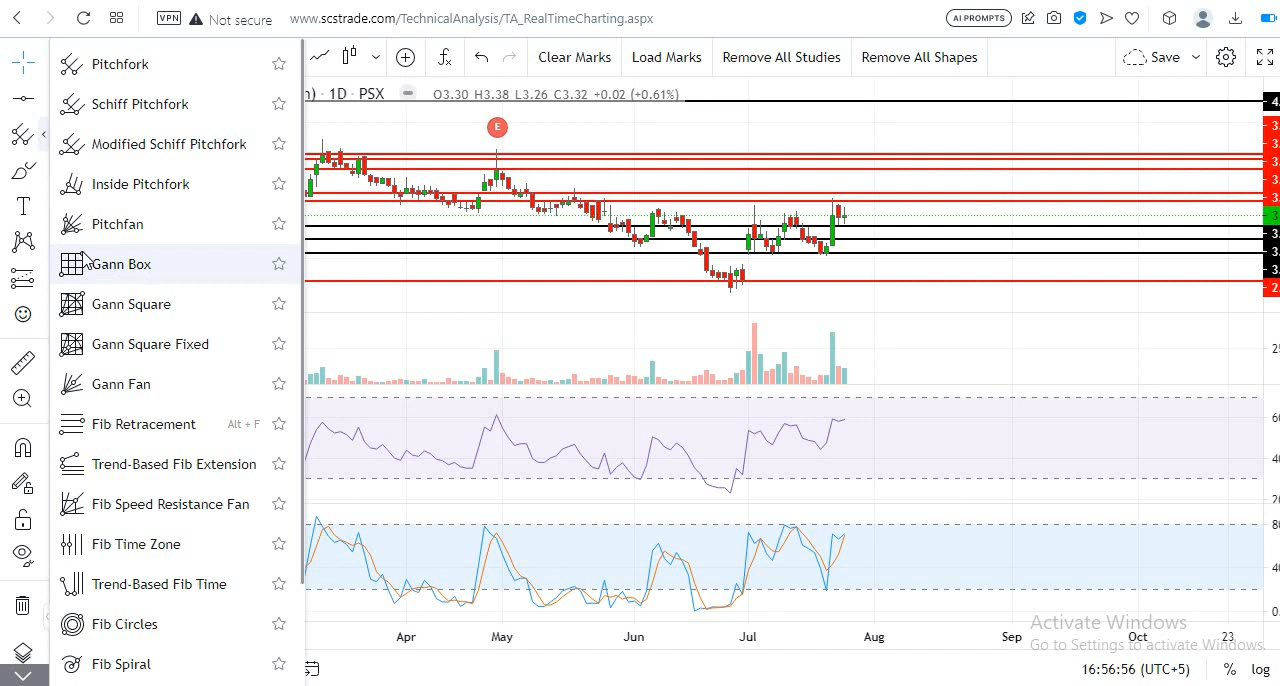 VPN
Not secure
www.scstrade.com/TechnicalAnalysis/TA_RealTimeCharting.aspx
AI PROMPTS
Clear Marks
Load Marks
Remove All Studies
Remove All Shapes
Save
· 1D · PSX
O3.30 H3.38 L3.26 C3.32 +0.02 (+0.61%)
E
Pitchfork
Schiff Pitchfork
Modified Schiff Pitchfork
Inside Pitchfork
Pitchfan
Gann Box
Gann Square
Gann Square Fixed
Gann Fan
Fib Retracement Alt + F
Trend-Based Fib Extension
Fib Speed Resistance Fan
Fib Time Zone
Trend-Based Fib Time
Fib Circles
Fib Spiral
Apr
May
Jun
Jul
Aug
Sep
Oct
23
Activate Windows
Go to Settings to activate Windows.
16:56:56 (UTC+5)
%
log